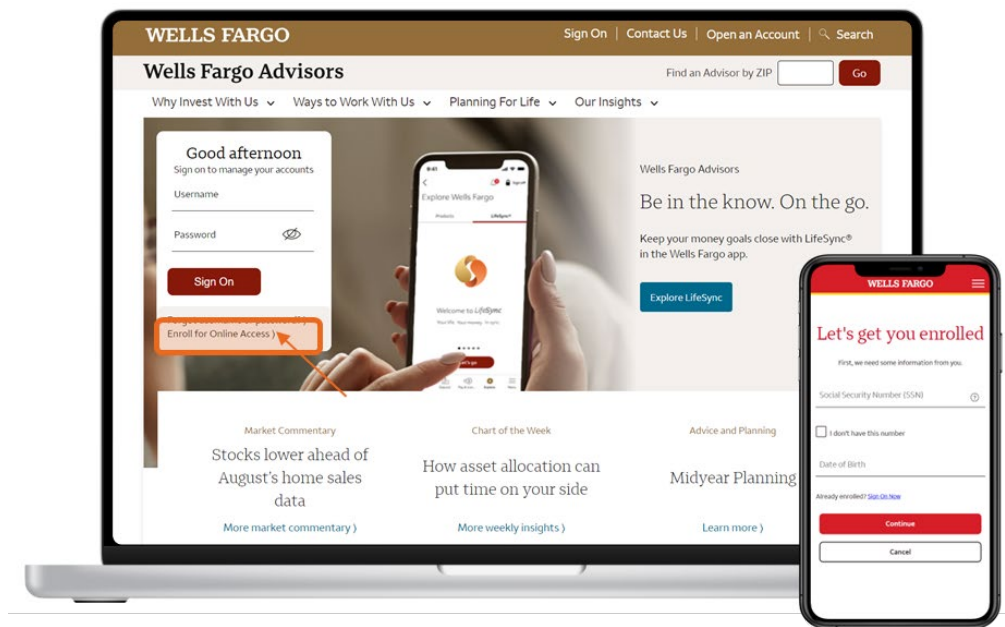 WELLS FARGO
Sign On | Contact Us | Open an Account | Search
Wells Fargo Advisors
Find an Advisor by ZIP
Go
Why Invest With Us
Ways to Work With Us
Planning For Life
Our Insights
Good afternoon
Sign on to manage your accounts
Username
Password
Sign On
Enroll for Online Access ⟩
9:41
Explore Wells Fargo
Products
LifeSync®
Welcome to LifeSync
Wells Fargo Advisors
Be in the know. On the go.
Keep your money goals close with LifeSync®
in the Wells Fargo app.
Explore LifeSync
Market Commentary
Stocks lower ahead of
August's home sales
data
More market commentary ⟩
Chart of the Week
How asset allocation can
put time on your side
More weekly insights ⟩
Advice and Planning
Midyear Planning
Learn more ⟩
WELLS FARGO
Let's get you enrolled
First, we need some information from you.
Social Security Number (SSN)
I don't have this number
Date of Birth
Already enrolled? Sign On Now
Continue
Cancel